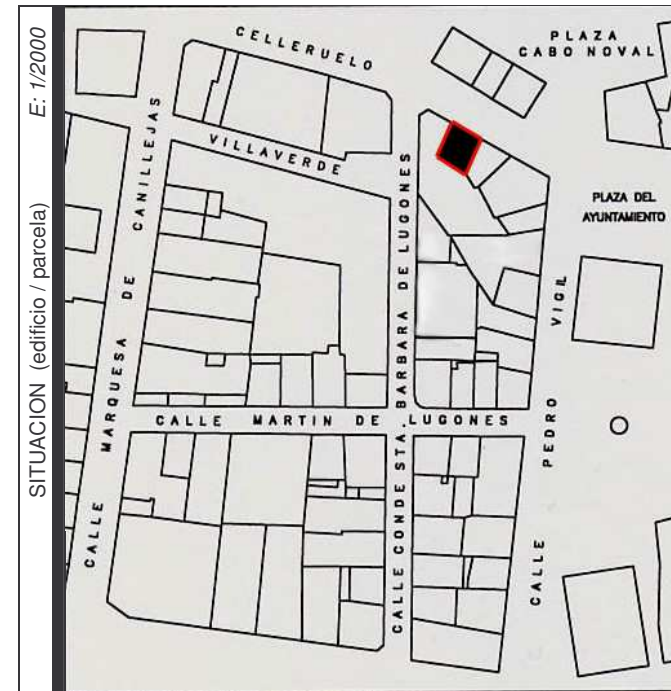 SITUACION (edificio / parcela) E: 1/2000
CELLERUELO
PLAZA
CABO NOVAL
VILLAVERDE
PLAZA DEL
AYUNTAMIENTO
CALLE MARQUESA DE CANILLEJAS
CALLE CONDE STA. BARBARA DE LUGONES
CALLE MARTIN DE LUGONES
CALLE PEDRO VIGIL